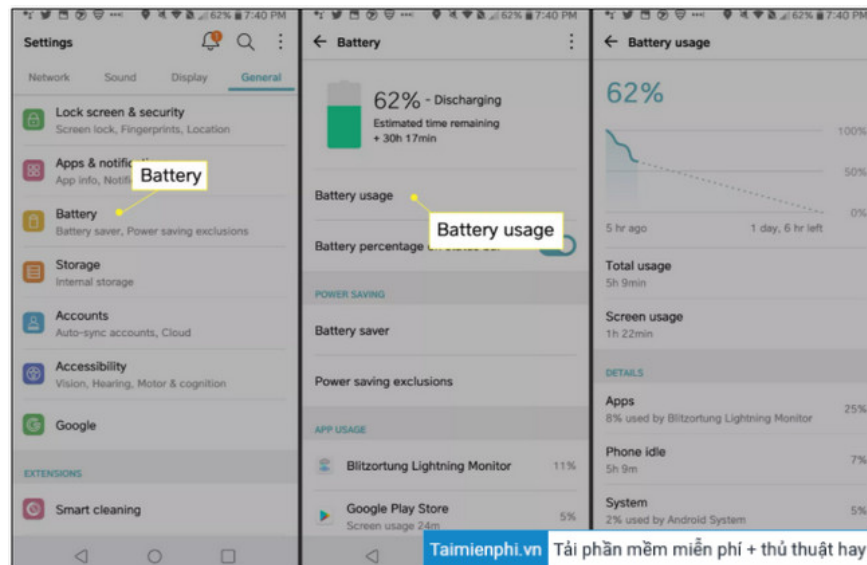 62% 7:40 PM
Settings
Network Sound Display General
Lock screen & security
Screen lock, Fingerprints, Location
Apps &
App info,
Battery
Battery
Battery saver, Power saving exclusions
Storage
Internal storage
Accounts
Auto-sync accounts, Cloud
Accessibility
Vision, Hearing, Motor & cognition
Google
EXTENSIONS
Smart cleaning
62% 7:40 PM
Battery
62% - Discharging
Estimated time remaining
+ 30h 17min
Battery usage
Battery usage
Battery percentage
POWER SAVING
Battery saver
Power saving exclusions
APP USAGE
Blitzortung Lightning Monitor 11%
Google Play Store 5%
Screen usage 24m
62% 7:40 PM
Battery usage
62%
100%
50%
0%
5 hr ago 1 day, 6 hr left
Total usage
5h 9min
Screen usage
1h 22min
DETAILS
Apps 25%
8% used by Blitzortung Lightning Monitor
Phone idle 7%
5h 9m
System 5%
2% used by Android System
Taimienphi.vn Tải phần mềm miễn phí + thủ thuật hay